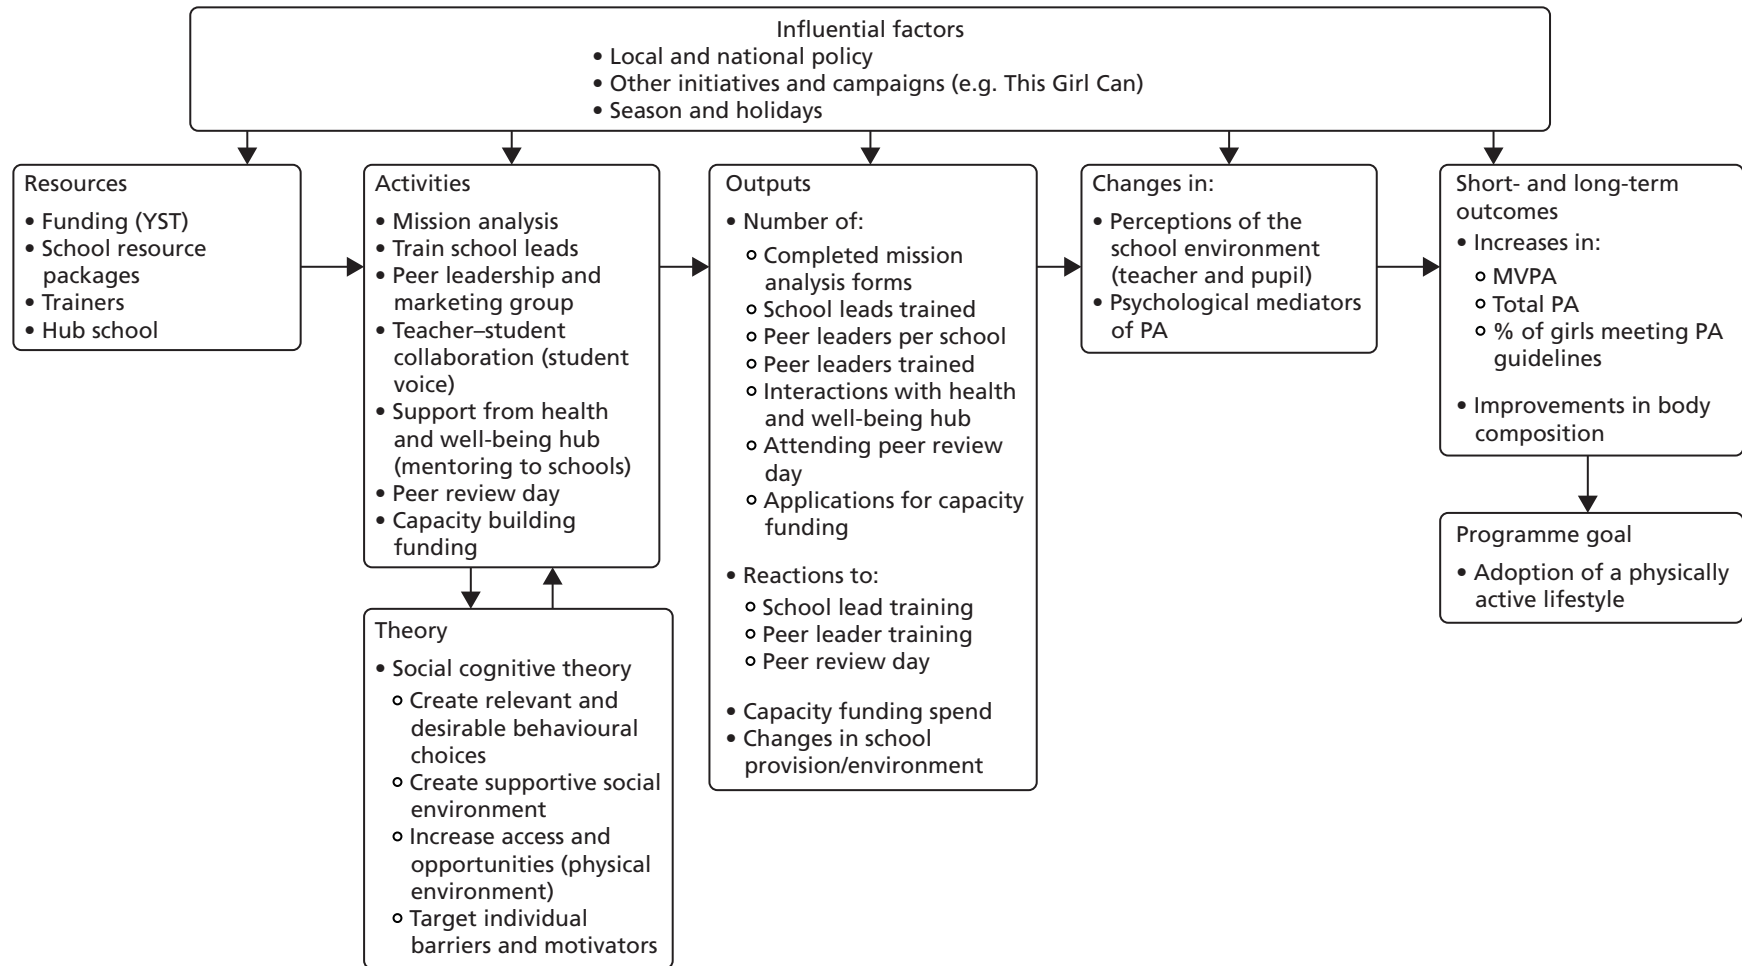 Influential factors
• Local and national policy
• Other initiatives and campaigns (e.g. This Girl Can)
• Season and holidays
Resources
• Funding (YST)
• School resource
packages
• Trainers
• Hub school
Activities
• Mission analysis
• Train school leads
• Peer leadership and
marketing group
• Teacher–student
collaboration (student
voice)
• Support from health
and well-being hub
(mentoring to schools)
• Peer review day
• Capacity building
funding
Theory
• Social cognitive theory
Create relevant and
desirable behavioural
choices
Create supportive social
environment
Increase access and
opportunities (physical
environment)
Target individual
barriers and motivators
Outputs
• Number of:
Completed mission
analysis forms
School leads trained
Peer leaders per school
Peer leaders trained
Interactions with health
and well-being hub
Attending peer review
day
Applications for capacity
funding
• Reactions to:
School lead training
Peer leader training
Peer review day
• Capacity funding spend
• Changes in school
provision/environment
Changes in:
• Perceptions of the
school environment
(teacher and pupil)
• Psychological mediators
of PA
Short- and long-term
outcomes
• Increases in:
MVPA
Total PA
% of girls meeting PA
guidelines
• Improvements in body
composition
Programme goal
• Adoption of a physically
active lifestyle